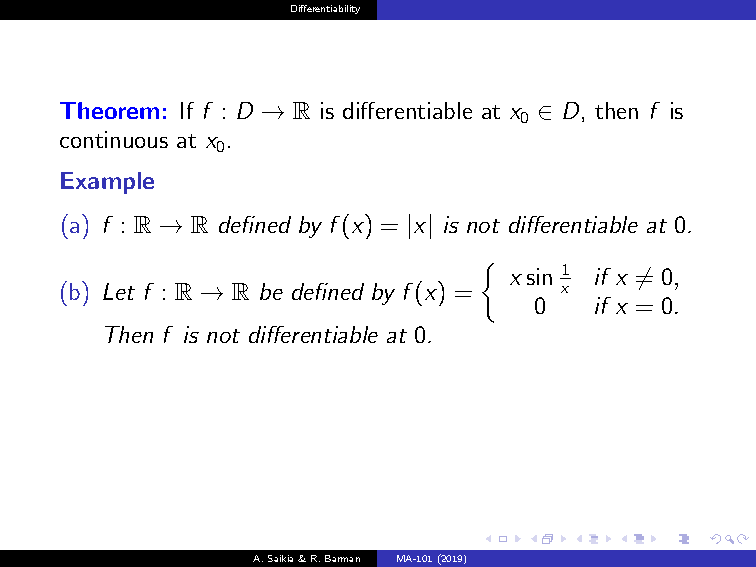 Differentiability
Theorem: If f : D → ℝ is differentiable at x₀ ∈ D, then f is
continuous at x₀.
Example
(a) f : ℝ → ℝ defined by f(x) = |x| is not differentiable at 0.
(b) Let f : ℝ → ℝ be defined by f(x) = { x sin 1/x if x ≠ 0,
0 if x = 0.
Then f is not differentiable at 0.
A. Saikia & R. Barman MA-101 (2019)